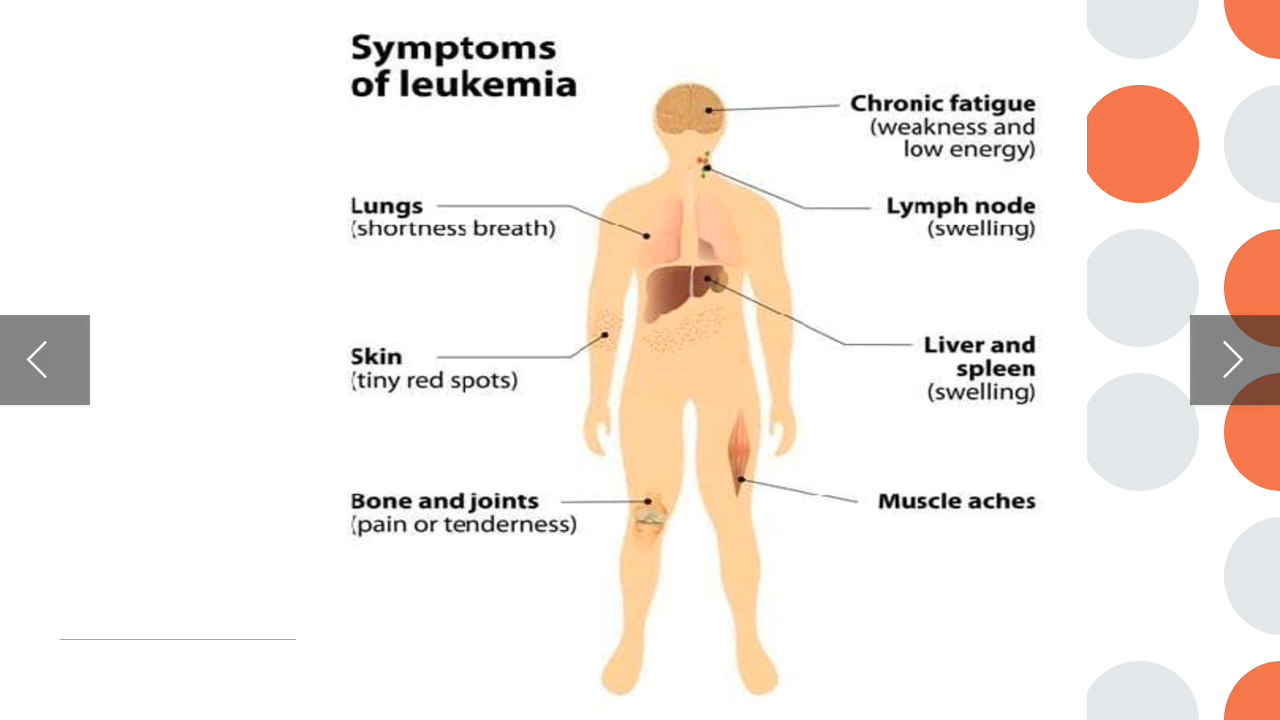 Symptoms
of leukemia
Chronic fatigue
(weakness and
low energy)
Lungs
(shortness breath)
Lymph node
(swelling)
Skin
(tiny red spots)
Liver and
spleen
(swelling)
Bone and joints
(pain or tenderness)
Muscle aches